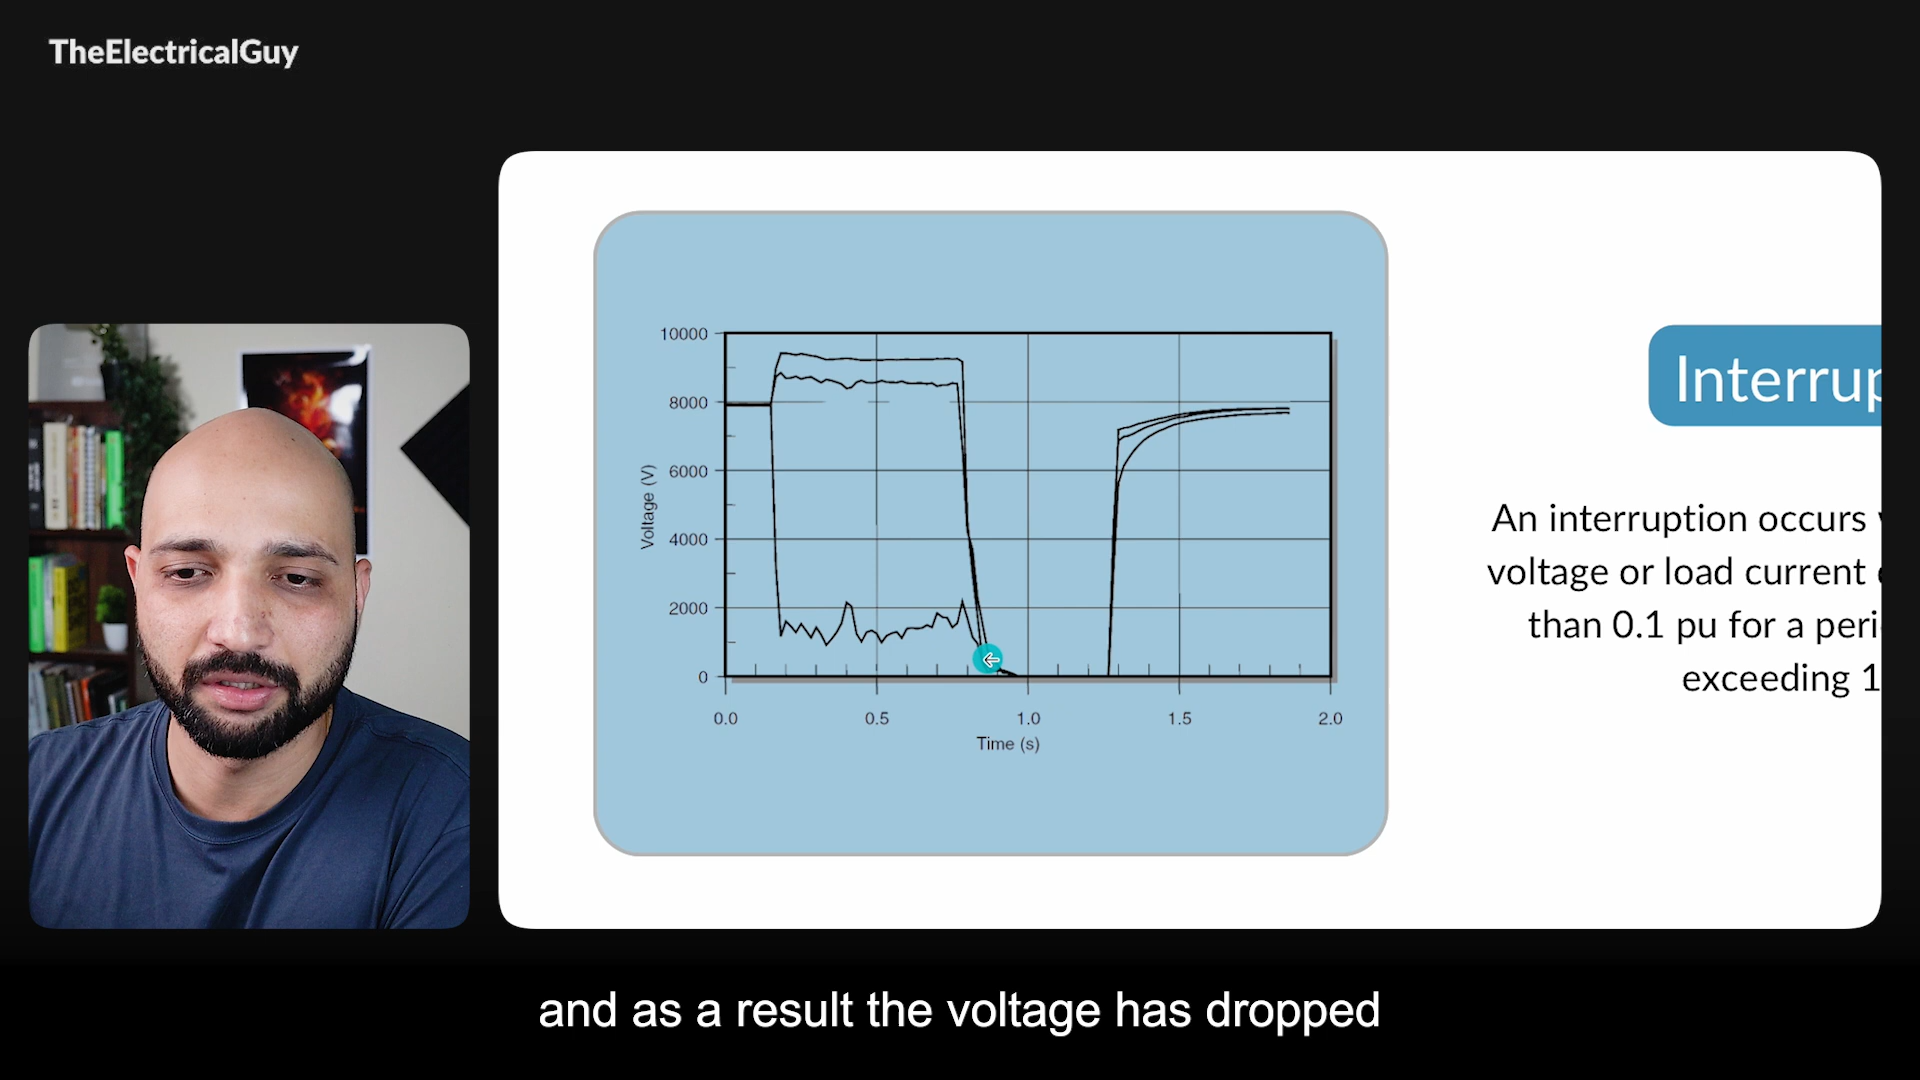 TheElectricalGuy
10000
8000
6000
4000
2000
0
Voltage (V)
0.0 0.5 1.0 1.5 2.0
Time (s)
Interrup
An interruption occurs
voltage or load current
than 0.1 pu for a peri
exceeding 1
and as a result the voltage has dropped